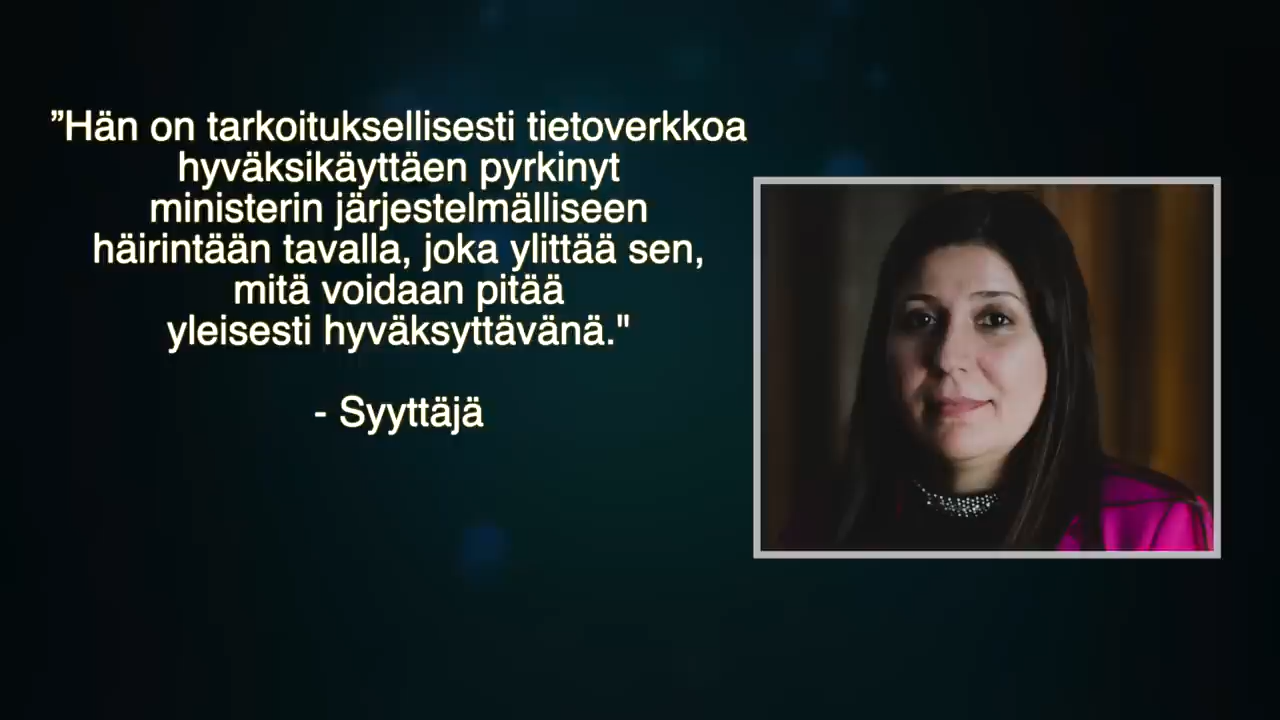 ”Hän on tarkoituksellisesti tietoverkkoa
hyväksikäyttäen pyrkinyt
ministerin järjestelmälliseen
häirintään tavalla, joka ylittää sen,
mitä voidaan pitää
yleisesti hyväksyttävänä."
- Syyttäjä